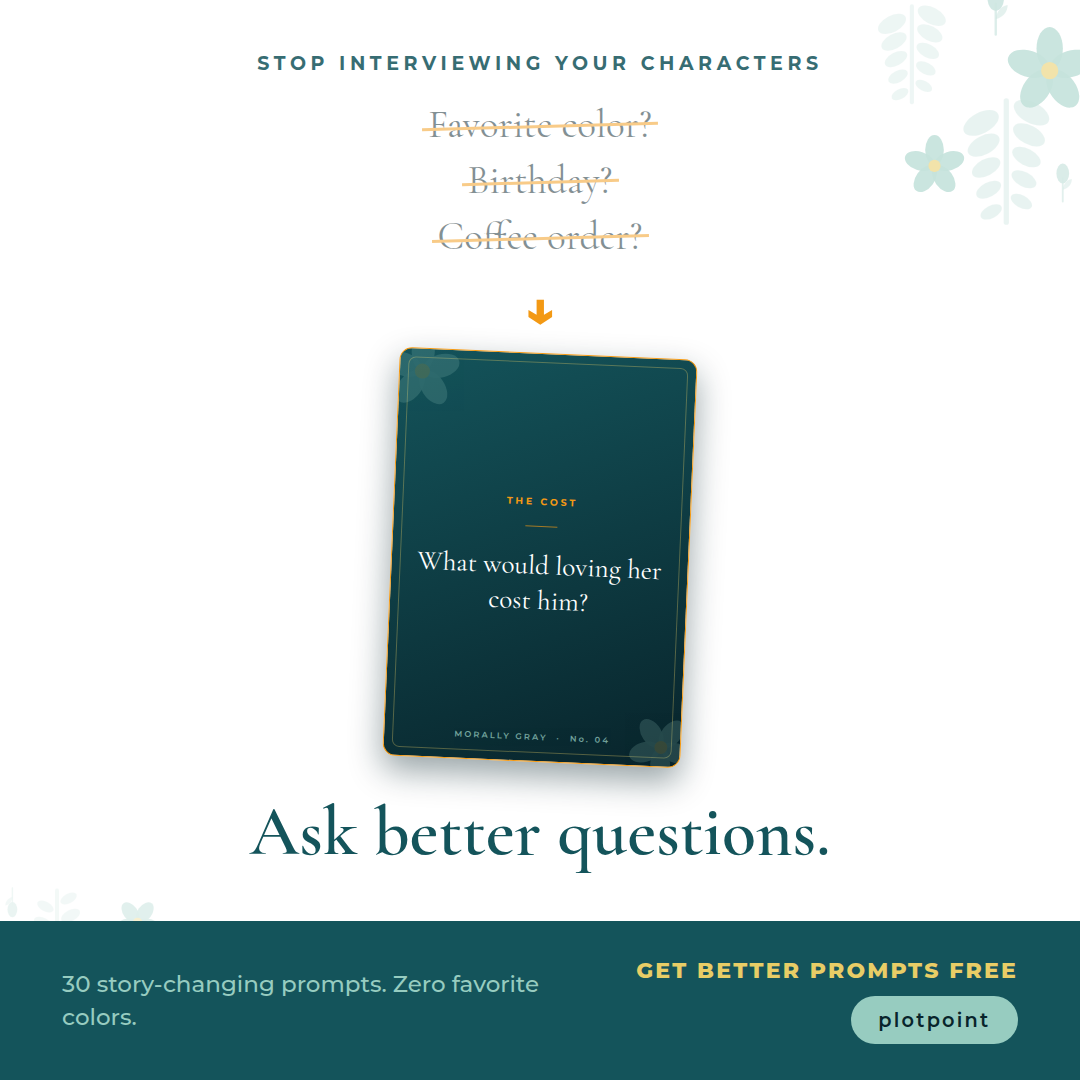 STOP INTERVIEWING YOUR CHARACTERS
Favorite color?
Birthday?
Coffee order?
THE COST
What would loving her
cost him?
MORALLY GRAY · No. 04
Ask better questions.
30 story-changing prompts. Zero favorite
colors.
GET BETTER PROMPTS FREE
plotpoint